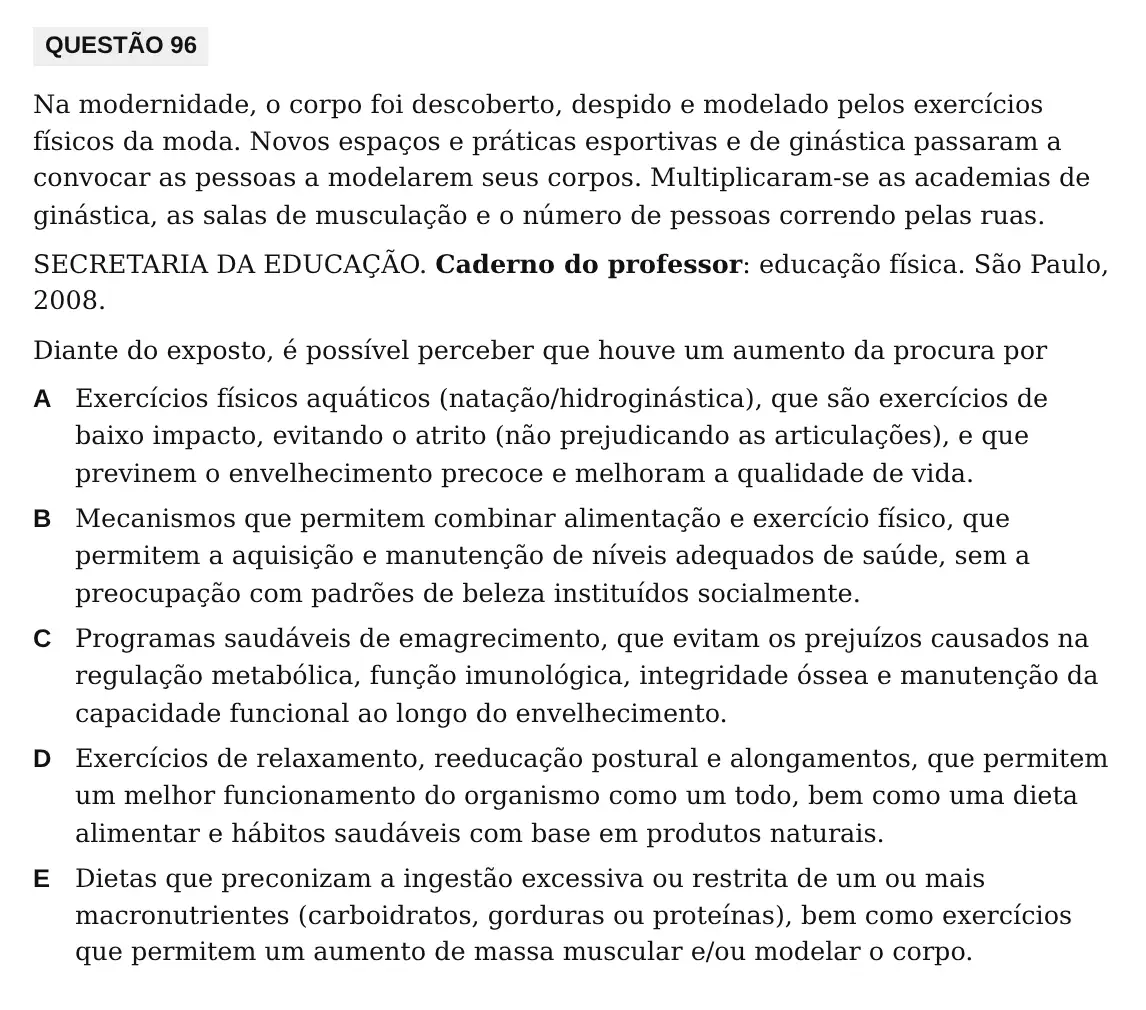 QUESTÃO 96
Na modernidade, o corpo foi descoberto, despido e modelado pelos exercícios
físicos da moda. Novos espaços e práticas esportivas e de ginástica passaram a
convocar as pessoas a modelarem seus corpos. Multiplicaram-se as academias de
ginástica, as salas de musculação e o número de pessoas correndo pelas ruas.
SECRETARIA DA EDUCAÇÃO. Caderno do professor: educação física. São Paulo,
2008.
Diante do exposto, é possível perceber que houve um aumento da procura por
A Exercícios físicos aquáticos (natação/hidroginástica), que são exercícios de
baixo impacto, evitando o atrito (não prejudicando as articulações), e que
previnem o envelhecimento precoce e melhoram a qualidade de vida.
B Mecanismos que permitem combinar alimentação e exercício físico, que
permitem a aquisição e manutenção de níveis adequados de saúde, sem a
preocupação com padrões de beleza instituídos socialmente.
C Programas saudáveis de emagrecimento, que evitam os prejuízos causados na
regulação metabólica, função imunológica, integridade óssea e manutenção da
capacidade funcional ao longo do envelhecimento.
D Exercícios de relaxamento, reeducação postural e alongamentos, que permitem
um melhor funcionamento do organismo como um todo, bem como uma dieta
alimentar e hábitos saudáveis com base em produtos naturais.
E Dietas que preconizam a ingestão excessiva ou restrita de um ou mais
macronutrientes (carboidratos, gorduras ou proteínas), bem como exercícios
que permitem um aumento de massa muscular e/ou modelar o corpo.